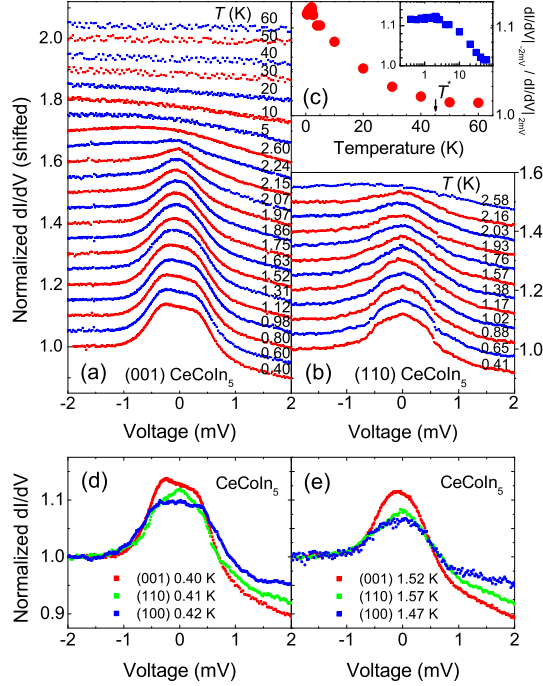 T (K)
60
50
40
30
20
10
5
2.60
2.24
2.15
2.07
1.97
1.86
1.75
1.63
1.52
1.31
1.12
0.98
0.80
0.60
0.40
2.0
1.8
1.6
1.4
1.2
1.0
Normalized dI/dV (shifted)
(a)
(001) CeCoIn5
-2
-1
0
1
2
Voltage (mV)
1.1
1.0
1
10
(c)
T*
1.1
1.0
dI/dV|-2mV / dI/dV|2mV
0
20
40
60
Temperature (K)
T (K)
2.58
2.16
2.03
1.93
1.76
1.57
1.38
1.17
1.02
0.88
0.65
0.41
1.6
1.4
1.2
1.0
(b)
(110) CeCoIn5
-1
0
1
2
Voltage (mV)
(d)
CeCoIn5
1.1
1.0
0.9
Normalized dI/dV
(001) 0.40 K
(110) 0.41 K
(100) 0.42 K
-2
-1
0
1
2
Voltage (mV)
(e)
CeCoIn5
(001) 1.52 K
(110) 1.57 K
(100) 1.47 K
-1
0
1
2
Voltage (mV)